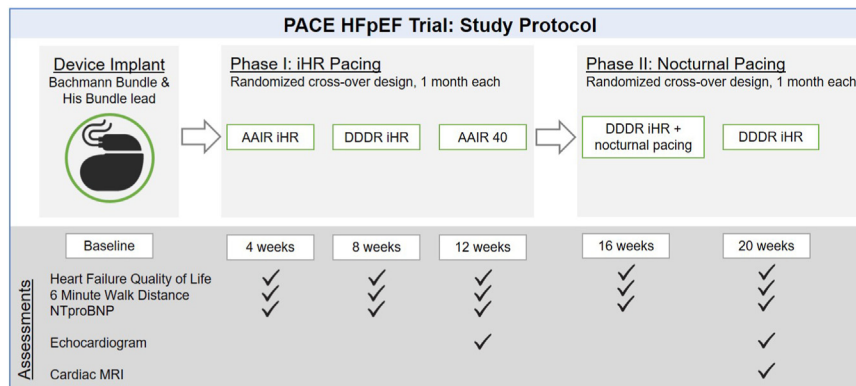 PACE HFpEF Trial: Study Protocol
Device Implant
Bachmann Bundle &
His Bundle lead
Phase I: iHR Pacing
Randomized cross-over design, 1 month each
AAIR iHR
DDDR iHR
AAIR 40
Phase II: Nocturnal Pacing
Randomized cross-over design, 1 month each
DDDR iHR +
nocturnal pacing
DDDR iHR
Baseline
4 weeks
8 weeks
12 weeks
16 weeks
20 weeks
Assessments
Heart Failure Quality of Life
6 Minute Walk Distance
NTproBNP
Echocardiogram
Cardiac MRI